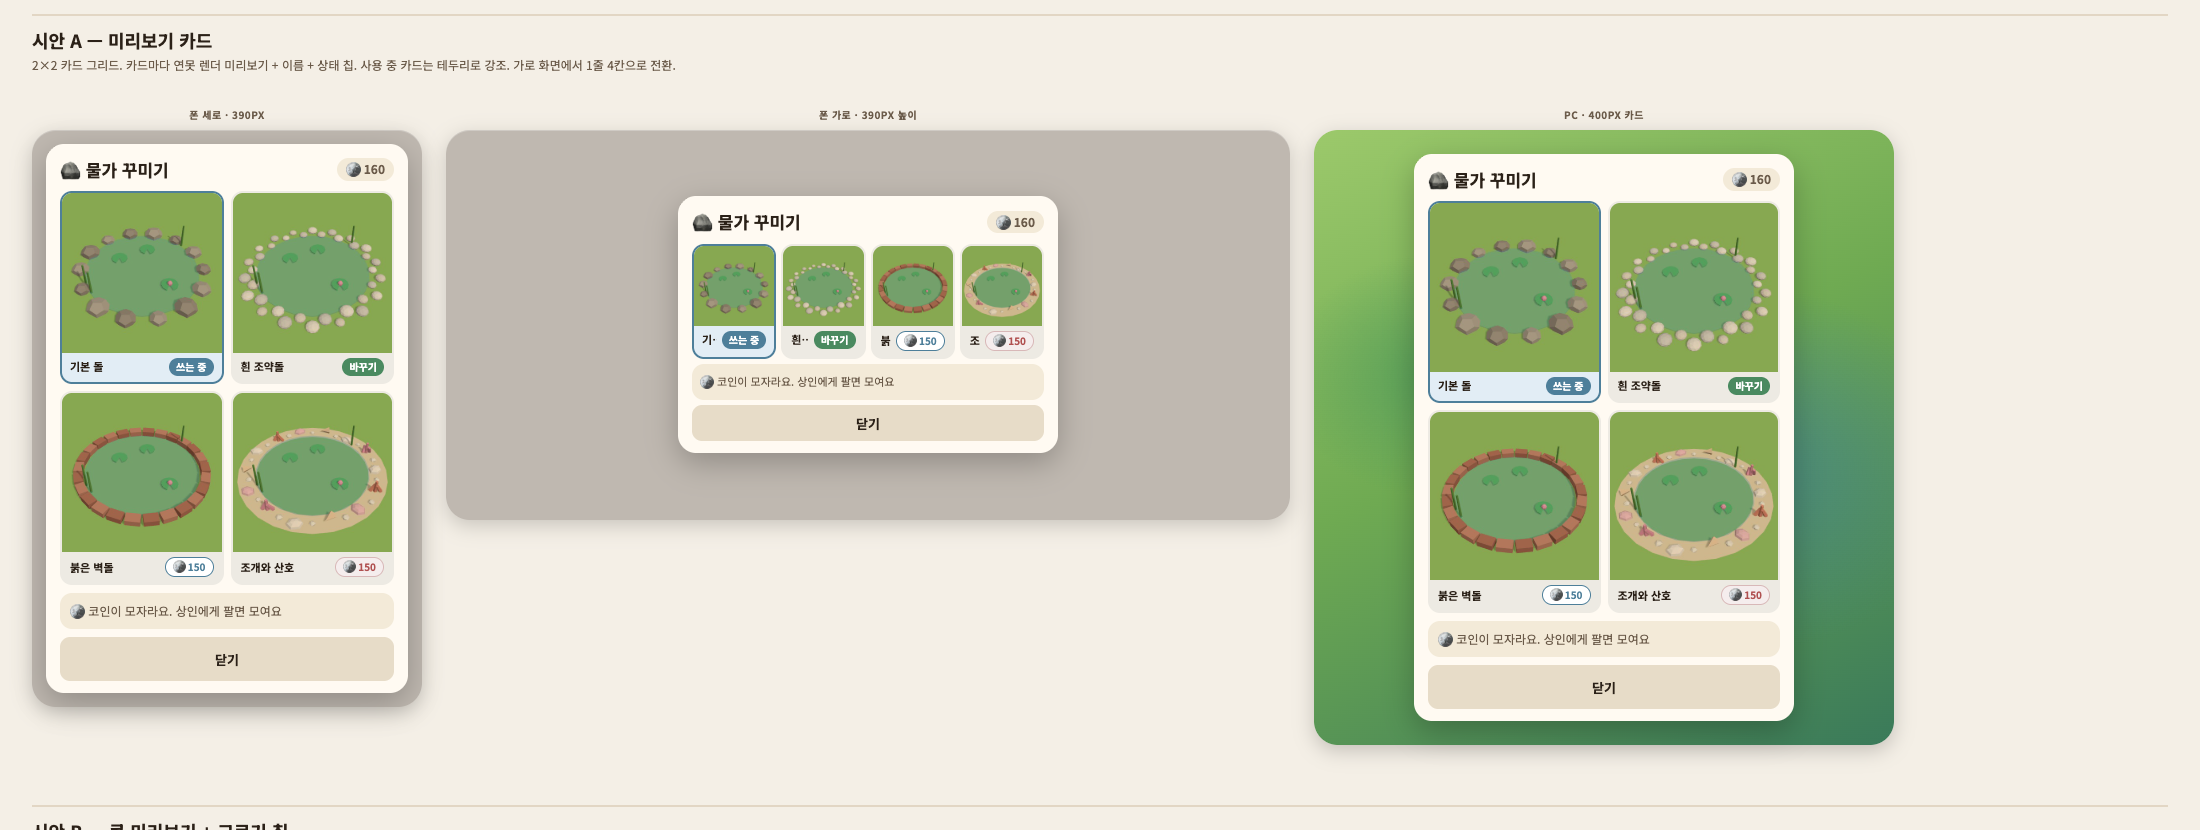 시안 A — 미리보기 카드
2×2 카드 그리드. 카드마다 연못 렌더 미리보기 + 이름 + 상태 칩. 사용 중 카드는 테두리로 강조. 가로 화면에서 1줄 4칸으로 전환.
폰 세로 · 390PX
물가 꾸미기
160
기본 돌
쓰는 중
흰 조약돌
바꾸기
붉은 벽돌
150
조개와 산호
150
코인이 모자라요. 상인에게 팔면 모여요
닫기
폰 가로 · 390PX 높이
물가 꾸미기
160
기·
쓰는 중
흰··
바꾸기
붉
150
조
150
코인이 모자라요. 상인에게 팔면 모여요
닫기
PC · 400PX 카드
물가 꾸미기
160
기본 돌
쓰는 중
흰 조약돌
바꾸기
붉은 벽돌
150
조개와 산호
150
코인이 모자라요. 상인에게 팔면 모여요
닫기
시안 B —